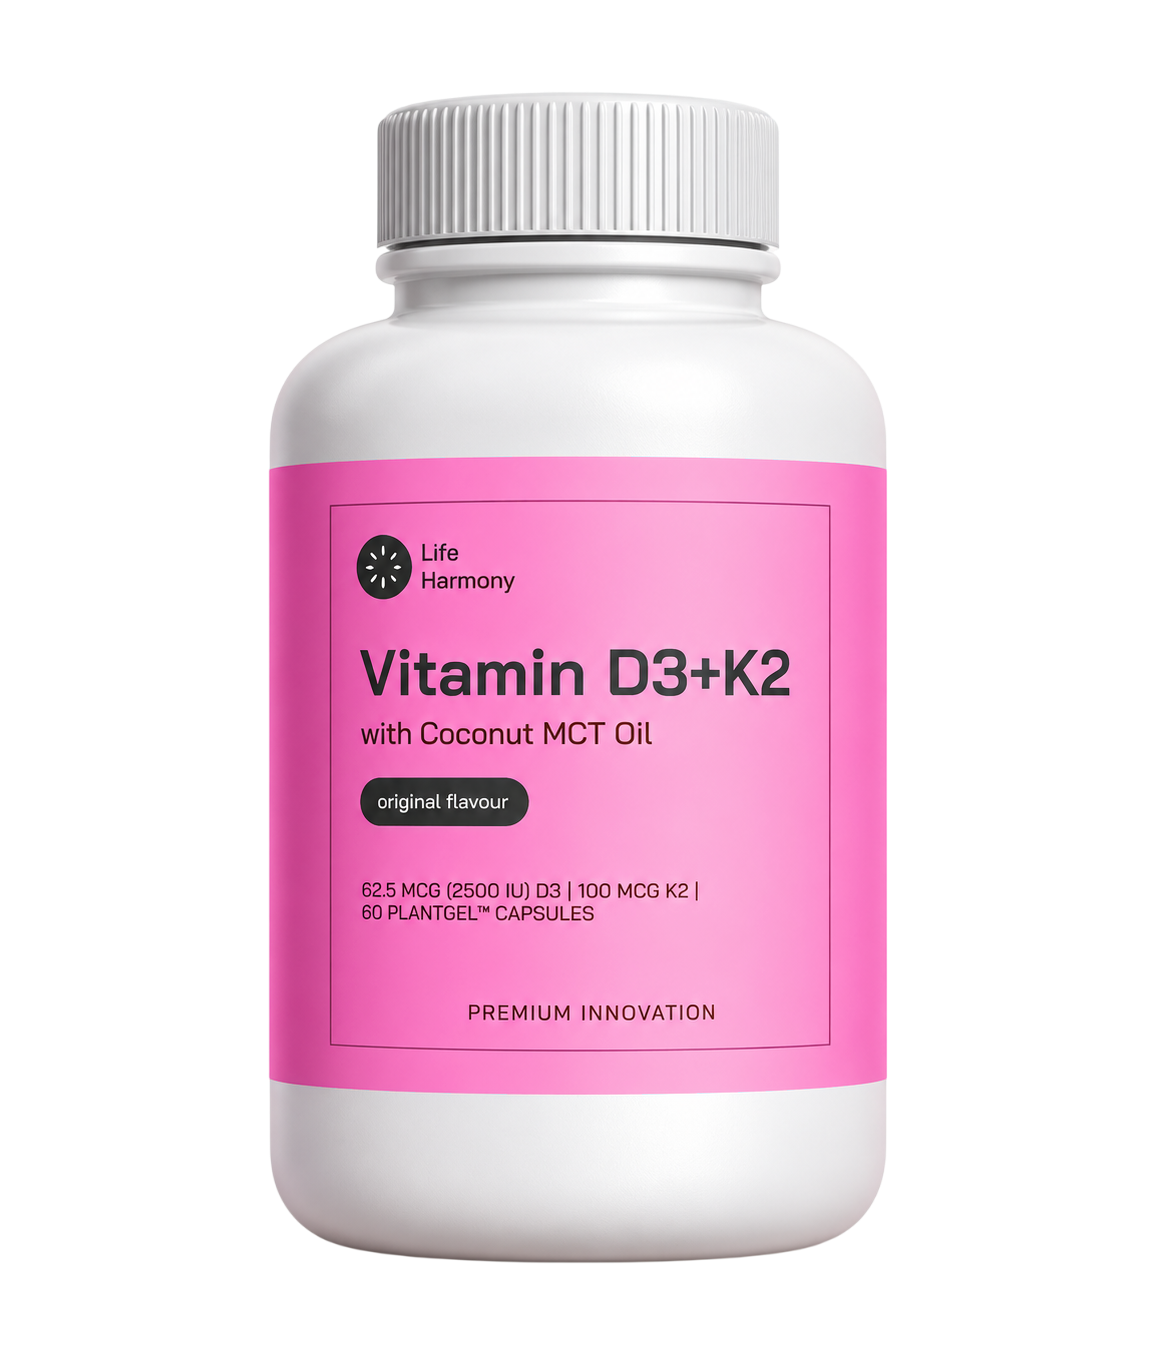 Life
Harmony
Vitamin D3+K2
with Coconut MCT Oil
original flavour
62.5 MCG (2500 IU) D3 | 100 MCG K2 |
60 PLANTGEL™ CAPSULES
PREMIUM INNOVATION